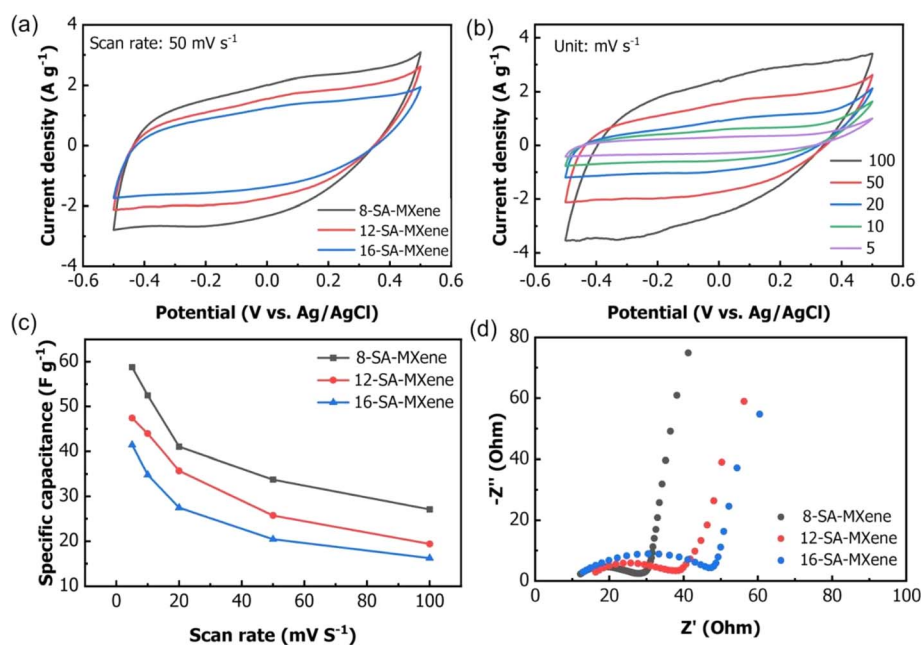 (a)
Scan rate: 50 mV s⁻¹
Current density (A g⁻¹)
4
2
0
-2
-4
8-SA-MXene
12-SA-MXene
16-SA-MXene
-0.6 -0.4 -0.2 0.0 0.2 0.4 0.6
Potential (V vs. Ag/AgCl)
(b)
Unit: mV s⁻¹
Current density (A g⁻¹)
4
2
0
-2
-4
100
50
20
10
5
-0.6 -0.4 -0.2 0.0 0.2 0.4 0.6
Potential (V vs. Ag/AgCl)
(c)
Specific capacitance (F g⁻¹)
60
50
40
30
20
10
8-SA-MXene
12-SA-MXene
16-SA-MXene
0 20 40 60 80 100
Scan rate (mV S⁻¹)
(d)
-Z'' (Ohm)
80
60
40
20
0
8-SA-MXene
12-SA-MXene
16-SA-MXene
0 20 40 60 80 100
Z' (Ohm)